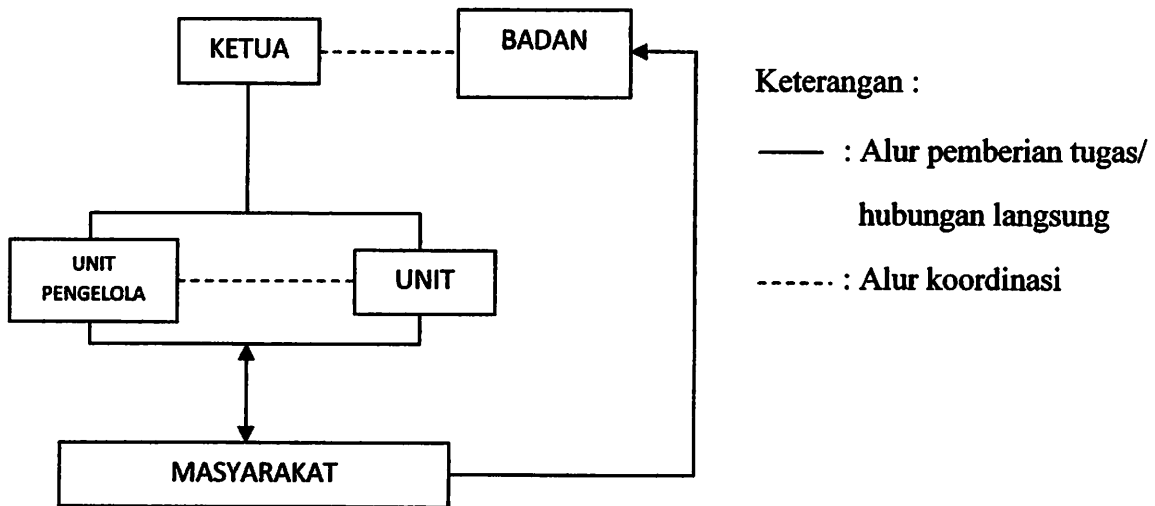 KETUA
BADAN
UNIT
PENGELOLA
UNIT
MASYARAKAT
Keterangan :
: Alur pemberian tugas/
hubungan langsung
: Alur koordinasi